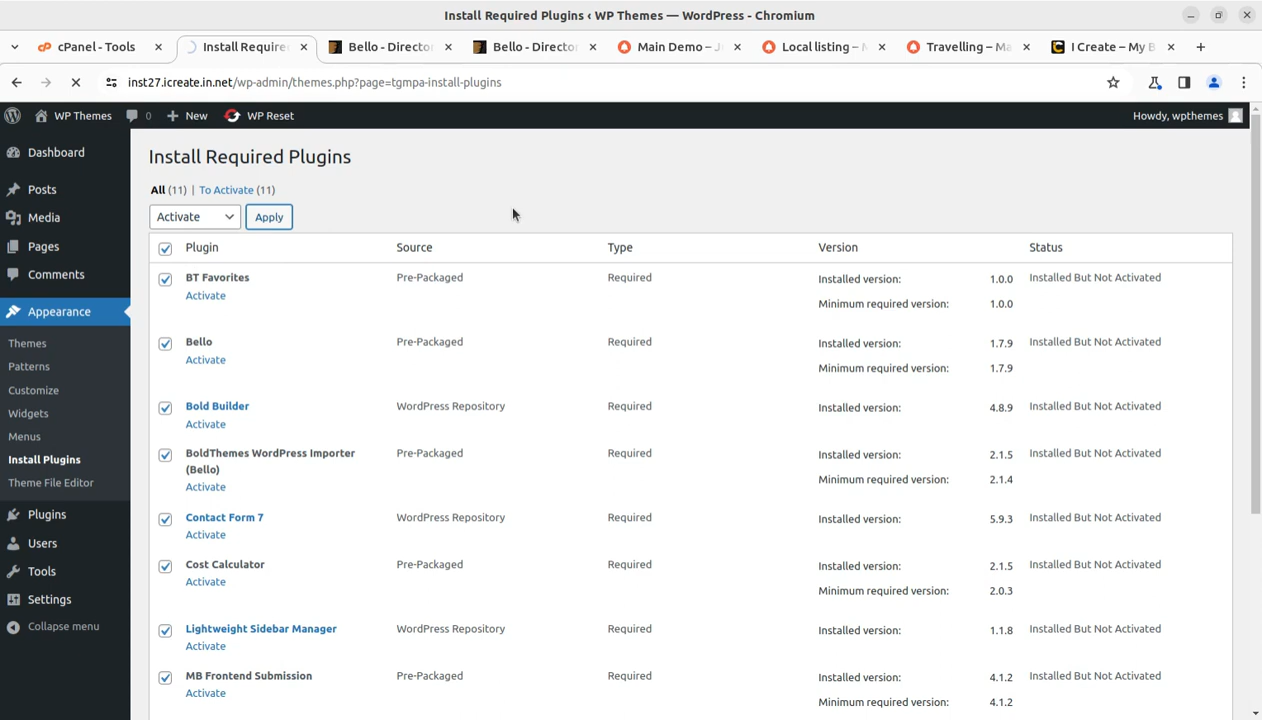 Install Required Plugins ‹ WP Themes — WordPress - Chromium
cPanel - Tools
Install Require
Bello - Directo
Bello - Directo
Main Demo – J
Local listing –
Travelling – Ma
I Create – My B
inst27.icreate.in.net/wp-admin/themes.php?page=tgmpa-install-plugins
WP Themes
0
New
WP Reset
Howdy, wpthemes
Dashboard
Posts
Media
Pages
Comments
Appearance
Themes
Patterns
Customize
Widgets
Menus
Install Plugins
Theme File Editor
Plugins
Users
Tools
Settings
Collapse menu
Install Required Plugins
All (11) | To Activate (11)
Activate
Apply
Plugin Source Type Version Status
BT Favorites Pre-Packaged Required Installed version: 1.0.0 Installed But Not Activated
Activate
Minimum required version: 1.0.0
Bello Pre-Packaged Required Installed version: 1.7.9 Installed But Not Activated
Activate
Minimum required version: 1.7.9
Bold Builder WordPress Repository Required Installed version: 4.8.9 Installed But Not Activated
Activate
BoldThemes WordPress Importer Pre-Packaged Required Installed version: 2.1.5 Installed But Not Activated
(Bello)
Minimum required version: 2.1.4
Activate
Contact Form 7 WordPress Repository Required Installed version: 5.9.3 Installed But Not Activated
Activate
Cost Calculator Pre-Packaged Required Installed version: 2.1.5 Installed But Not Activated
Activate
Minimum required version: 2.0.3
Lightweight Sidebar Manager WordPress Repository Required Installed version: 1.1.8 Installed But Not Activated
Activate
MB Frontend Submission Pre-Packaged Required Installed version: 4.1.2 Installed But Not Activated
Activate
Minimum required version: 4.1.2